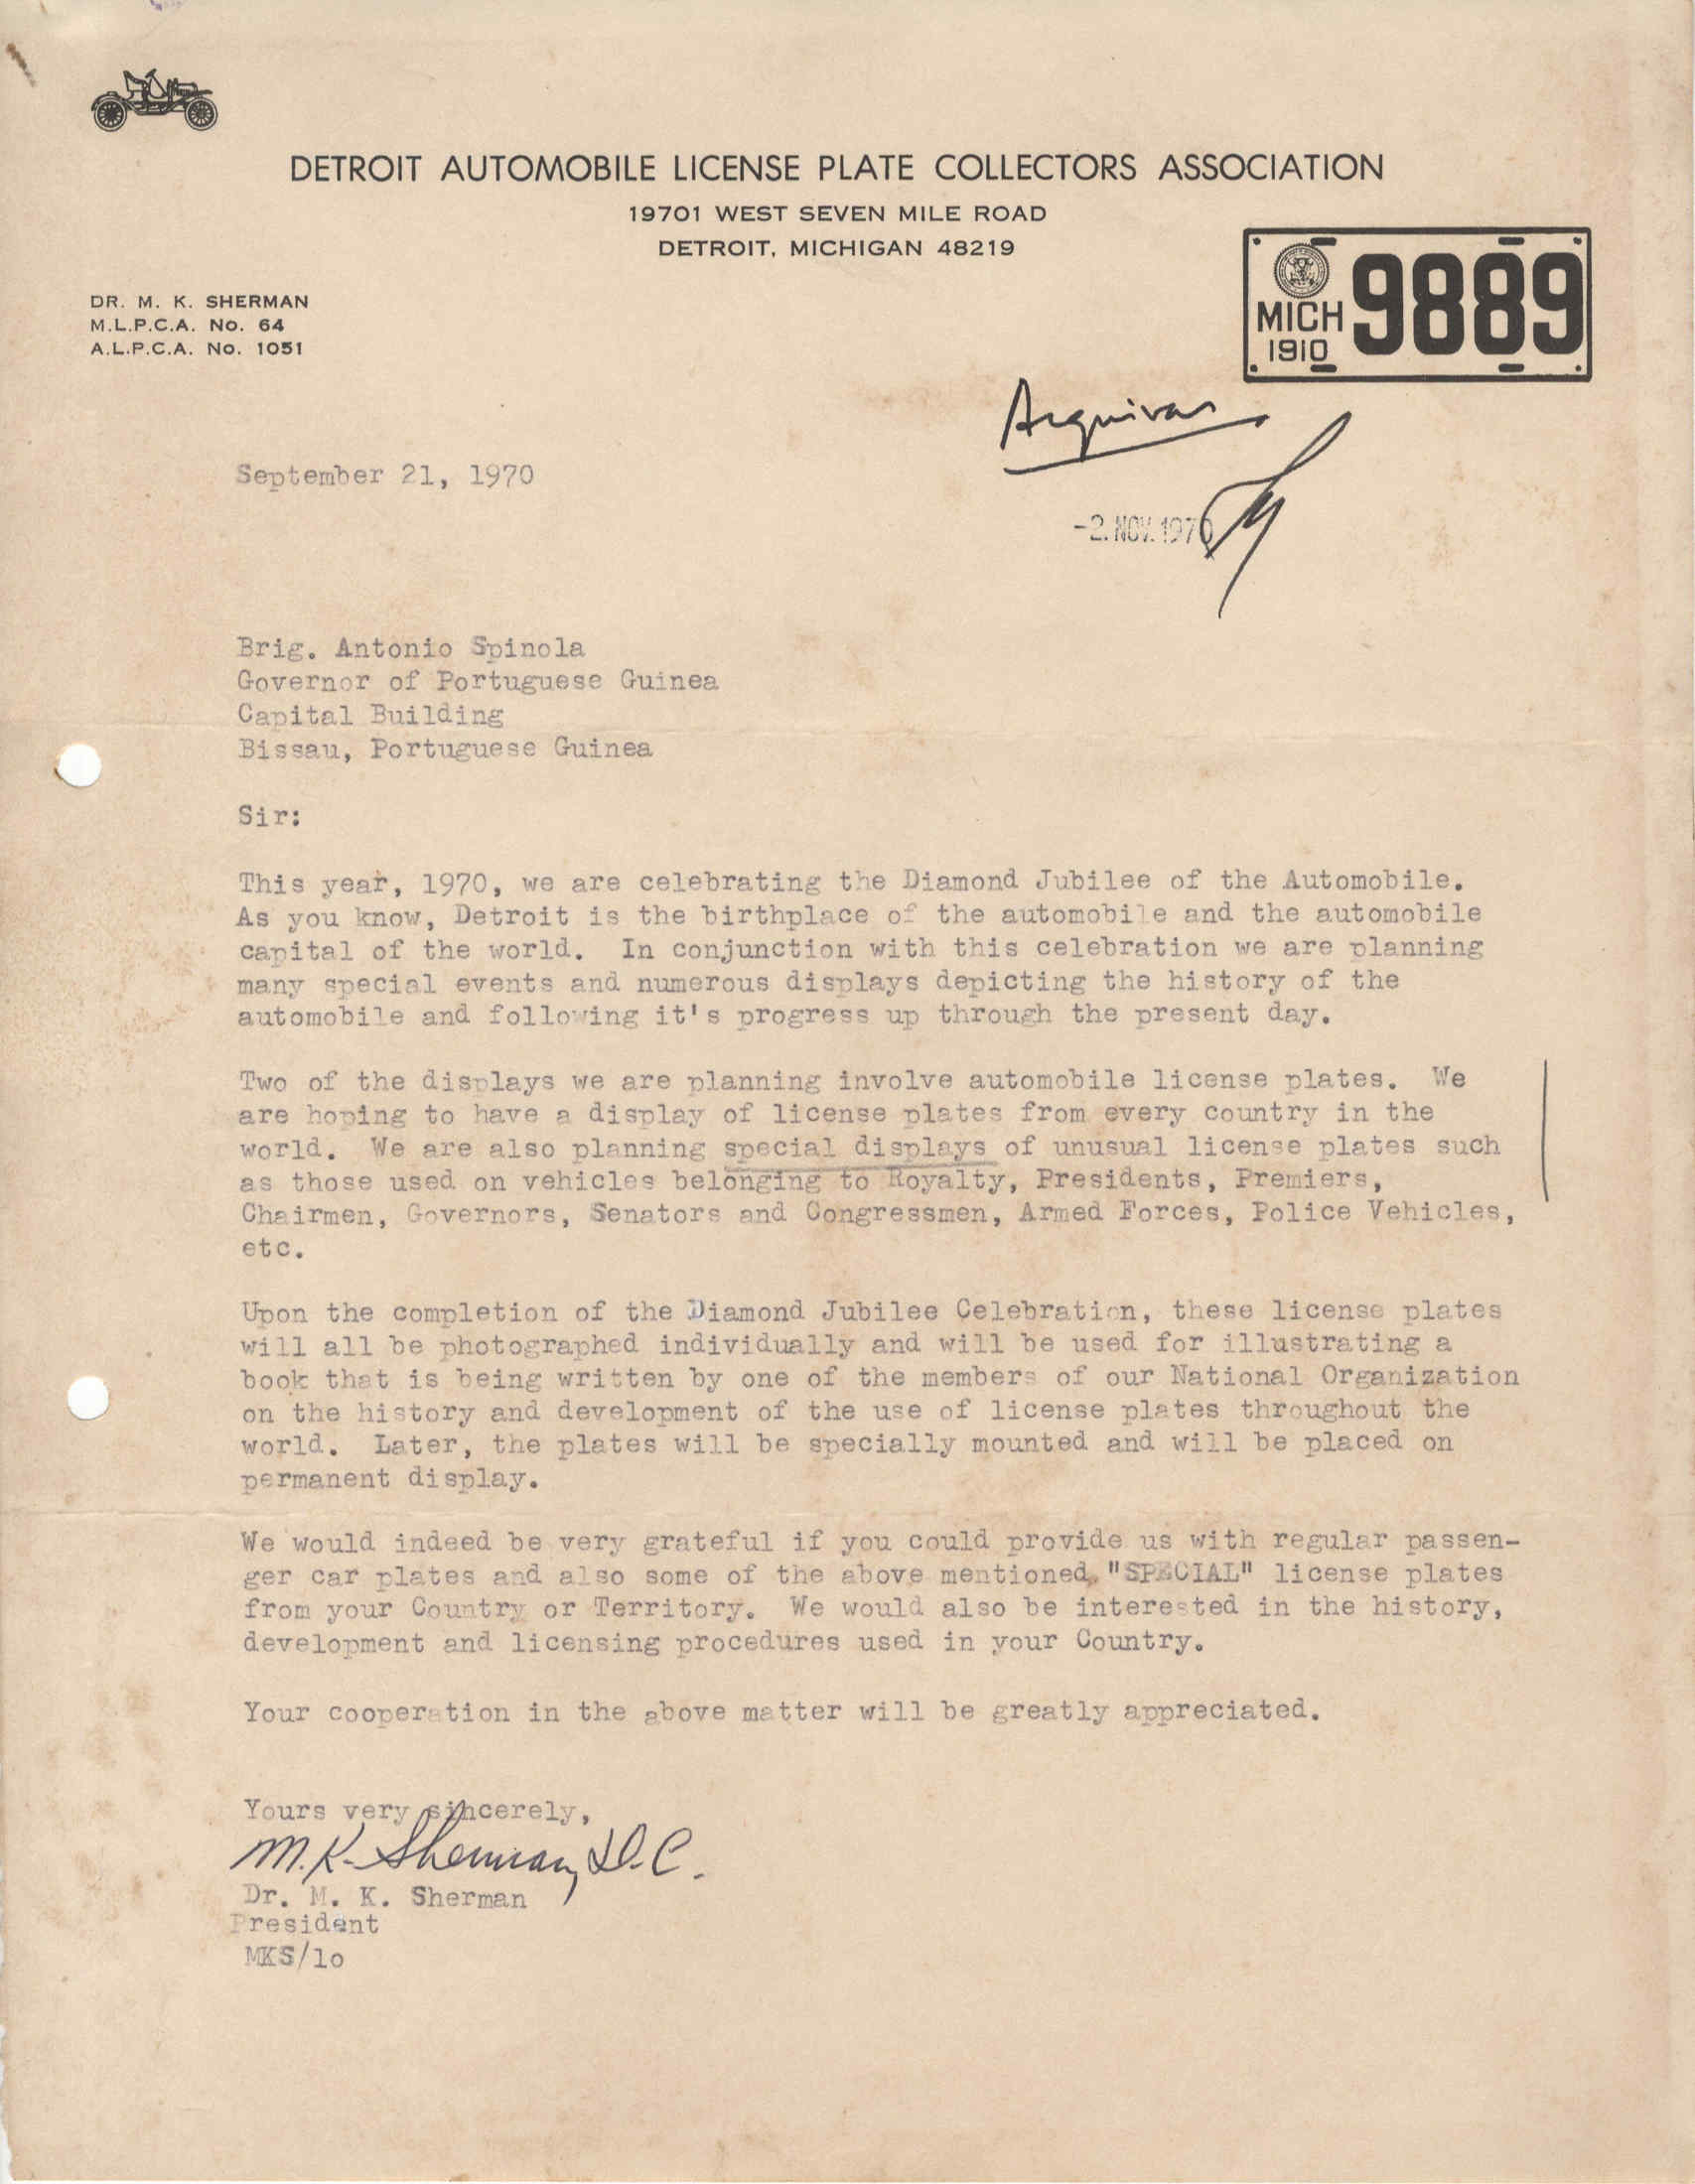 DETROIT AUTOMOBILE LICENSE PLATE COLLECTORS ASSOCIATION
19701 WEST SEVEN MILE ROAD
DETROIT, MICHIGAN 48219
DR. M. K. SHERMAN
M.L.P.C.A. No. 64
A.L.P.C.A. No. 1051
MICH 9889
1910
Arquivar
September 21, 1970
-2. NOV. 1970
Brig. Antonio Spinola
Governor of Portuguese Guinea
Capital Building
Bissau, Portuguese Guinea
Sir:
This year, 1970, we are celebrating the Diamond Jubilee of the Automobile.
As you know, Detroit is the birthplace of the automobile and the automobile
capital of the world. In conjunction with this celebration we are planning
many special events and numerous displays depicting the history of the
automobile and following it's progress up through the present day.
Two of the displays we are planning involve automobile license plates. We
are hoping to have a display of license plates from every country in the
world. We are also planning special displays of unusual license plates such
as those used on vehicles belonging to Royalty, Presidents, Premiers,
Chairmen, Governors, Senators and Congressmen, Armed Forces, Police Vehicles,
etc.
Upon the completion of the Diamond Jubilee Celebration, these license plates
will all be photographed individually and will be used for illustrating a
book that is being written by one of the members of our National Organization
on the history and development of the use of license plates throughout the
world. Later, the plates will be specially mounted and will be placed on
permanent display.
We would indeed be very grateful if you could provide us with regular passen-
ger car plates and also some of the above mentioned, "SPECIAL" license plates
from your Country or Territory. We would also be interested in the history,
development and licensing procedures used in your Country.
Your cooperation in the above matter will be greatly appreciated.
Yours very sincerely,
M.K. Sherman, D.C.
Dr. M. K. Sherman
President
MKS/lo